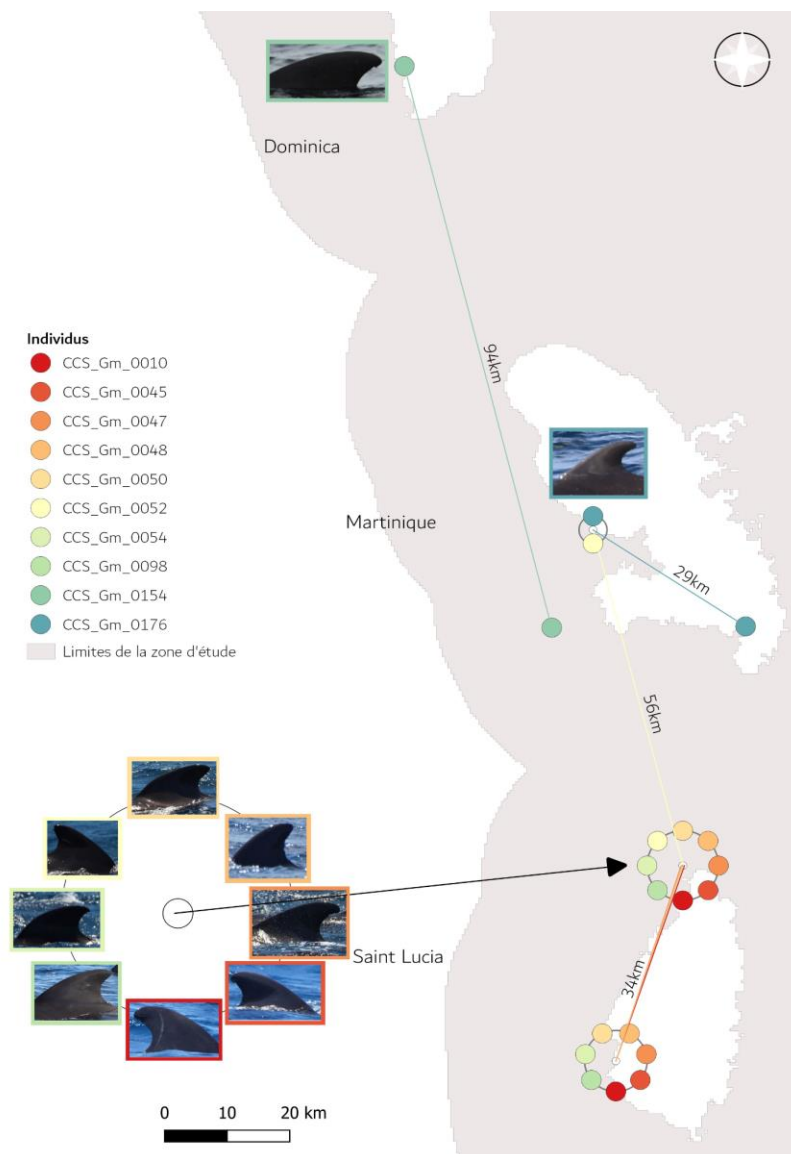 Dominica
94km
Individus
CCS_Gm_0010
CCS_Gm_0045
CCS_Gm_0047
CCS_Gm_0048
CCS_Gm_0050
CCS_Gm_0052
CCS_Gm_0054
CCS_Gm_0098
CCS_Gm_0154
CCS_Gm_0176
Limites de la zone d'étude
Martinique
29km
56km
Saint Lucia
34km
0 10 20 km